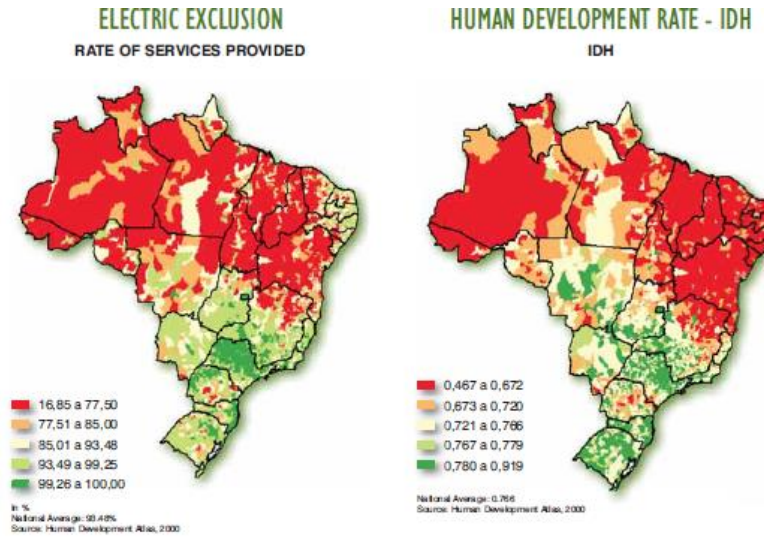 ELECTRIC EXCLUSION
RATE OF SERVICES PROVIDED
16,85 a 77,50
77,51 a 85,00
85,01 a 93,48
93,49 a 99,25
99,26 a 100,00
In %
National Average: 93.48%
Source: Human Development Atlas, 2000
HUMAN DEVELOPMENT RATE - IDH
IDH
0,467 a 0,672
0,673 a 0,720
0,721 a 0,766
0,767 a 0,779
0,780 a 0,919
National Average: 0.766
Source: Human Development Atlas, 2000